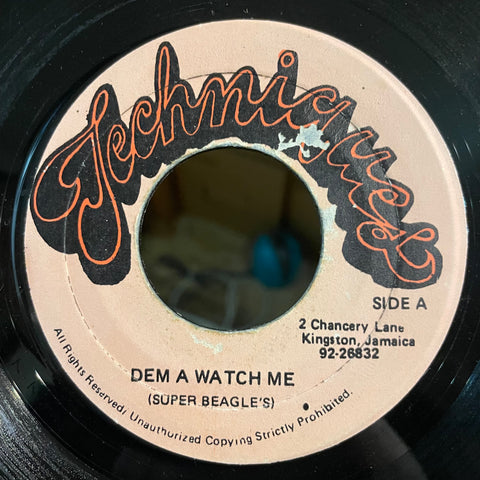 Techniques
SIDE A
2 Chancery Lane
Kingston, Jamaica
92-26832
DEM A WATCH ME
(SUPER BEAGLE'S)
All Rights Reserved/ Unauthorized Copying Strictly Prohibited.